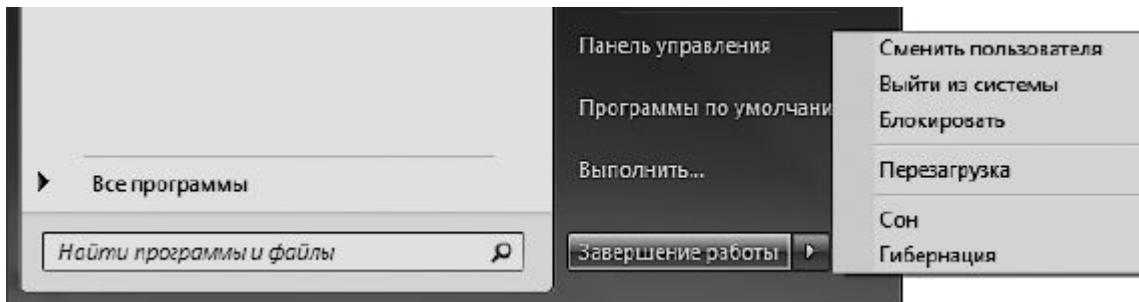 Панель управления
Программы по умолчани
Выполнить...
Все программы
Найти программы и файлы
Завершение работы
Сменить пользователя
Выйти из системы
Блокировать
Перезагрузка
Сон
Гибернация